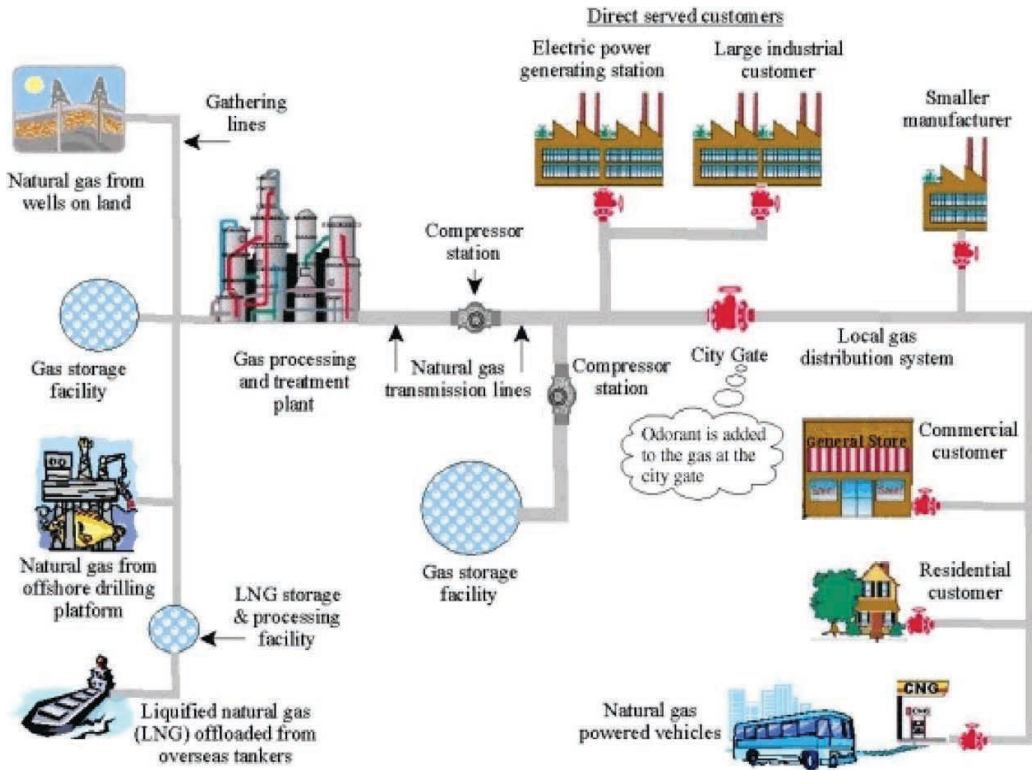 Direct served customers
Electric power
generating station
Large industrial
customer
Smaller
manufacturer
Gathering
lines
Natural gas from
wells on land
Compressor
station
Gas storage
facility
Gas processing
and treatment
plant
Natural gas
transmission lines
Compressor
station
City Gate
Local gas
distribution system
Odorant is added
to the gas at the
city gate
General Store
Commercial
customer
Natural gas from
offshore drilling
platform
LNG storage
& processing
facility
Gas storage
facility
Residential
customer
Liquified natural gas
(LNG) offloaded from
overseas tankers
Natural gas
powered vehicles
CNG